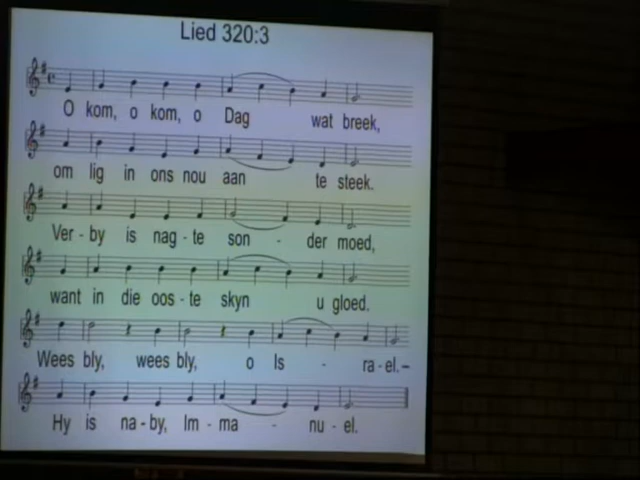 Lied 320:3
O kom, o kom, o Dag wat breek,
om lig in ons nou aan te steek.
Ver - by is nag - te son - der moed,
want in die oos - te skyn u gloed.
Wees bly, wees bly, o Is - ra - el.–
Hy is na - by, Im - ma - nu - el.